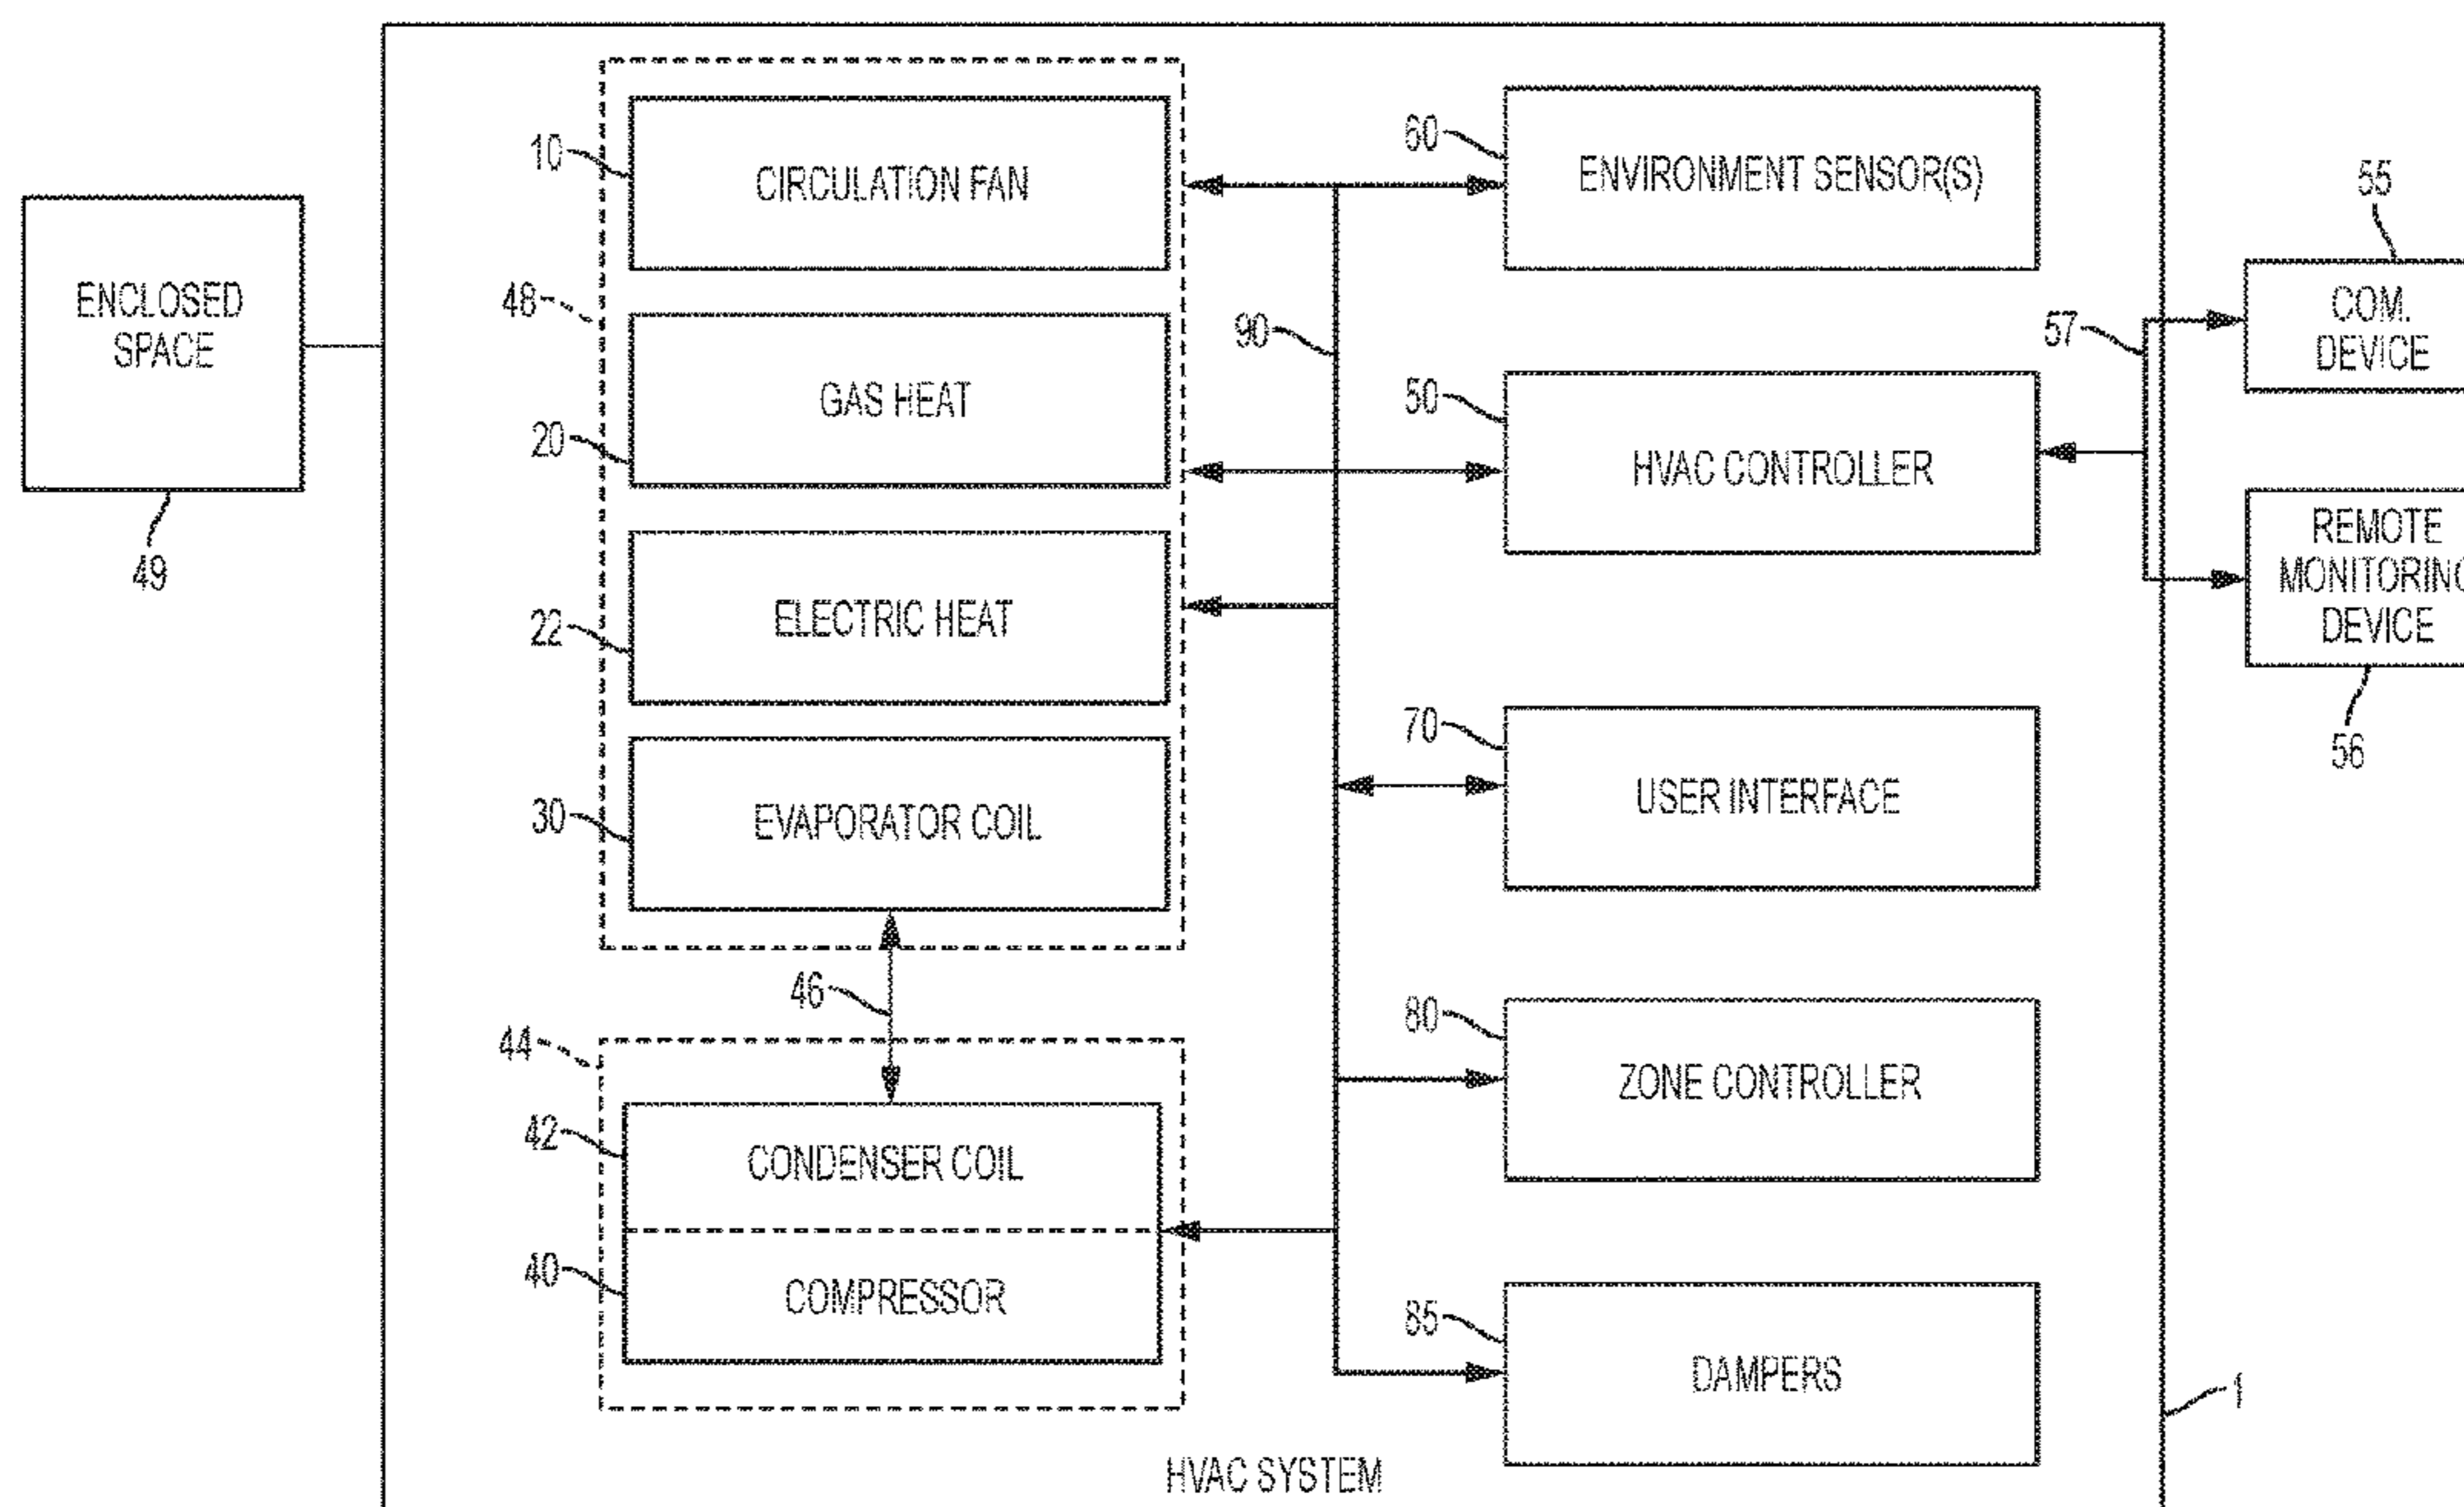 10
CIRCULATION FAN
60
ENVIRONMENT SENSOR(S)
55
ENCLOSED
SPACE
49
48
GAS HEAT
20
90
50
HVAC CONTROLLER
57
COM.
DEVICE
REMOTE
MONITORING
DEVICE
56
22
ELECTRIC HEAT
70
USER INTERFACE
30
EVAPORATOR COIL
46
44
42
CONDENSER COIL
40
COMPRESSOR
80
ZONE CONTROLLER
85
DAMPERS
1
HVAC SYSTEM